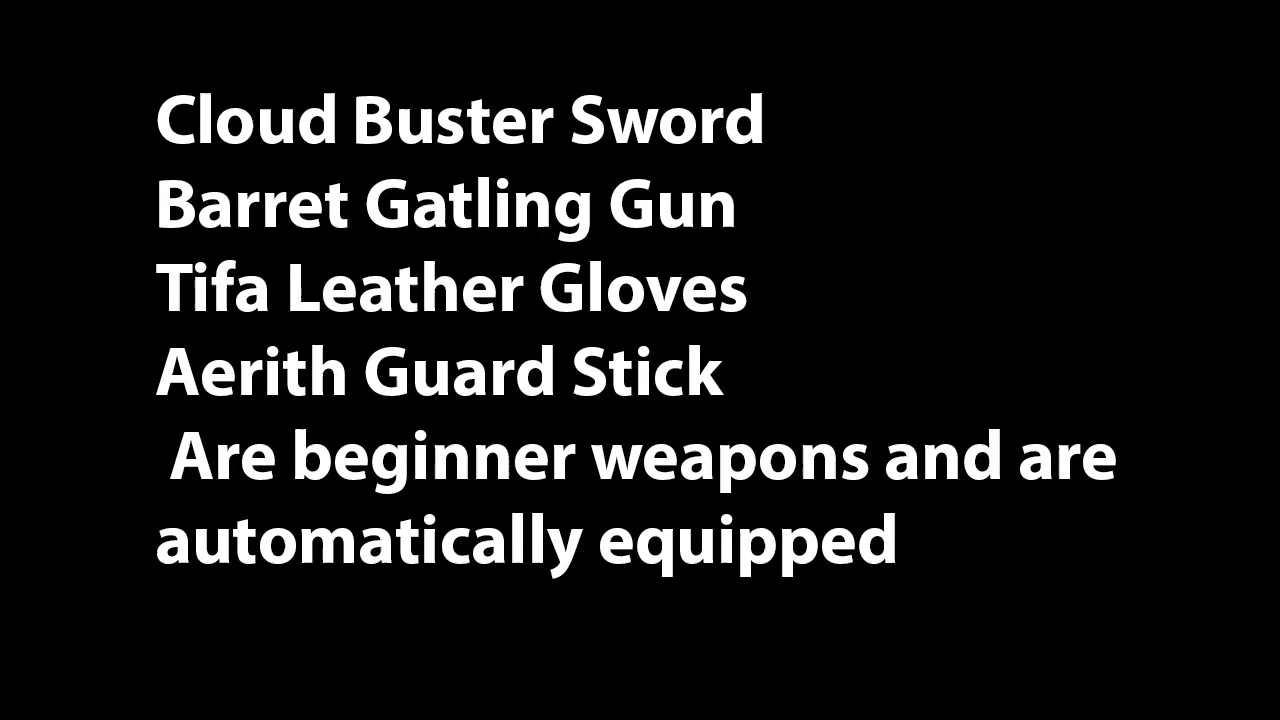 Cloud Buster Sword
Barret Gatling Gun
Tifa Leather Gloves
Aerith Guard Stick
Are beginner weapons and are
automatically equipped